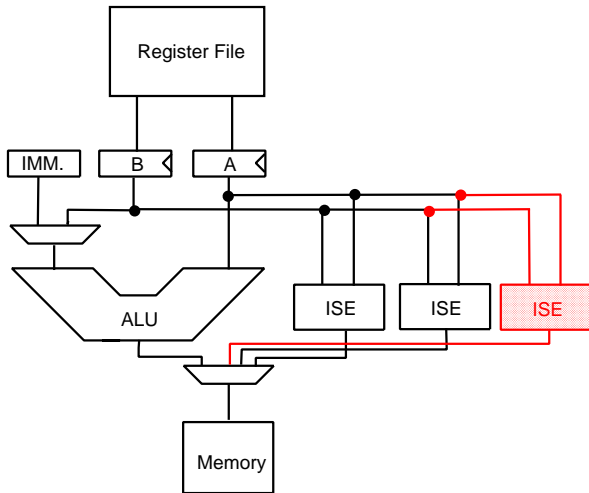 Register File
IMM.
B
A
ALU
ISE
ISE
ISE
Memory